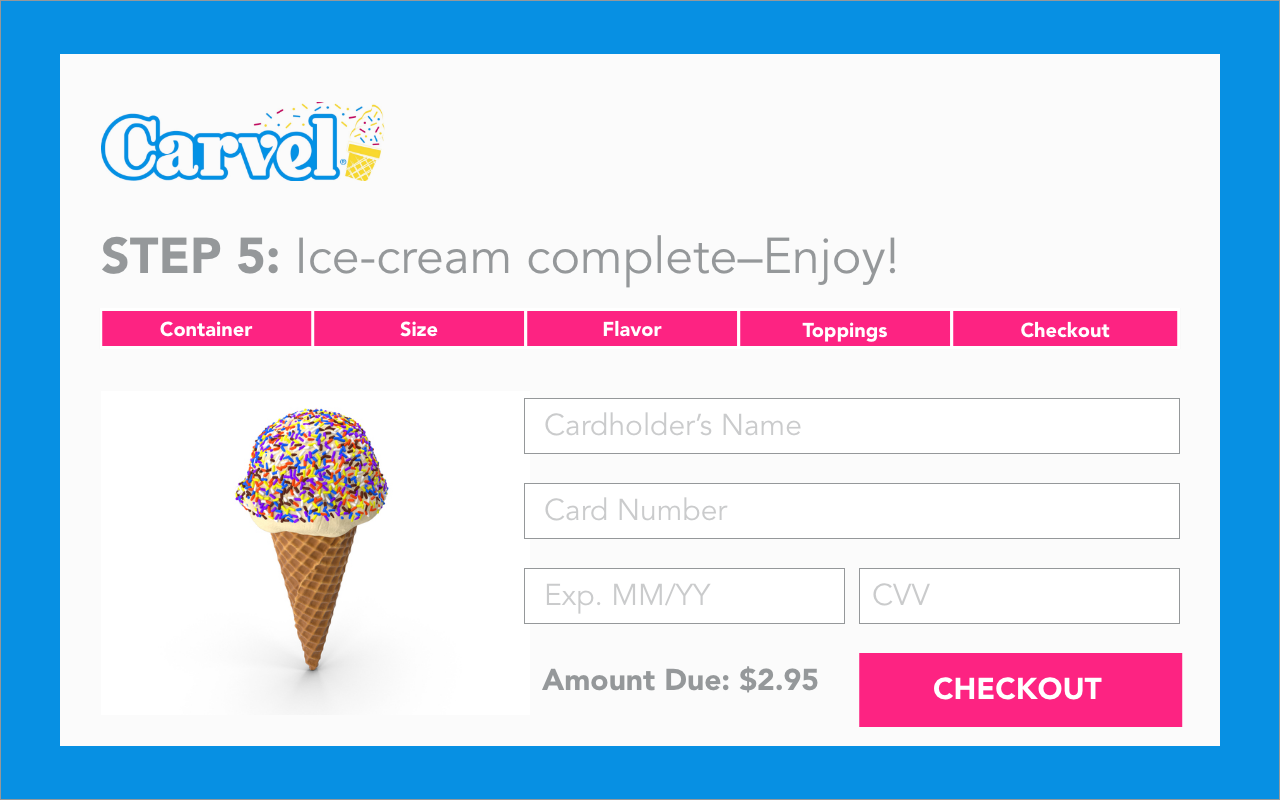 Carvel®
STEP 5: Ice-cream complete–Enjoy!
Container Size Flavor Toppings Checkout
Cardholder’s Name
Card Number
Exp. MM/YY CVV
Amount Due: $2.95 CHECKOUT